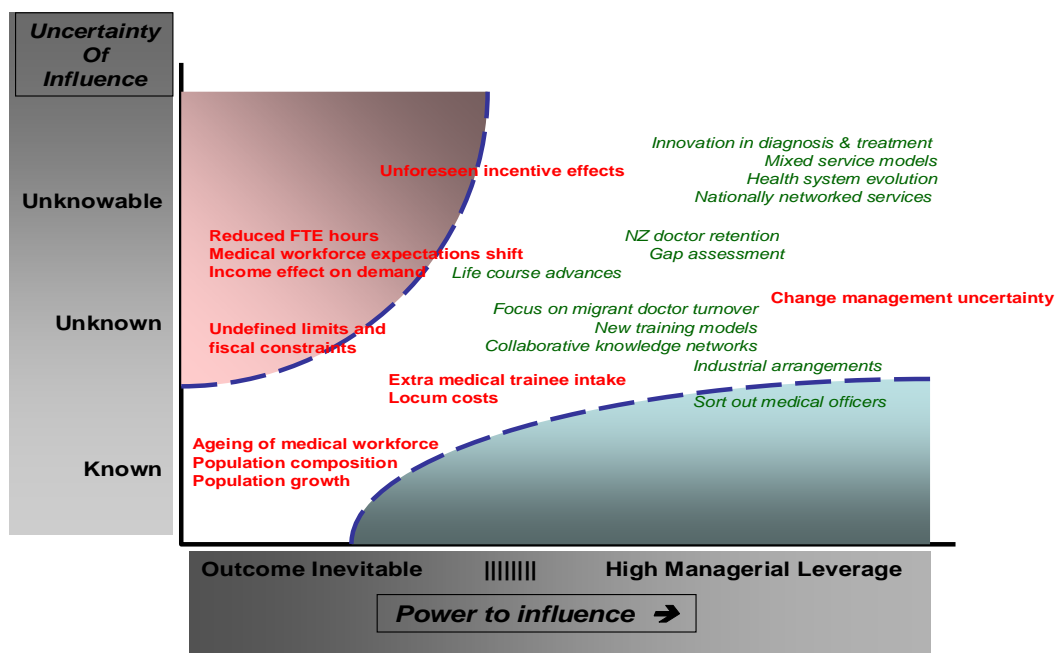 Uncertainty
Of
Influence
Innovation in diagnosis & treatment
Mixed service models
Unforeseen incentive effects
Health system evolution
Unknowable
Nationally networked services
Reduced FTE hours
NZ doctor retention
Medical workforce expectations shift
Gap assessment
Income effect on demand
Life course advances
Change management uncertainty
Focus on migrant doctor turnover
Unknown
Undefined limits and
New training models
fiscal constraints
Collaborative knowledge networks
Industrial arrangements
Extra medical trainee intake
Locum costs
Sort out medical officers
Ageing of medical workforce
Known
Population composition
Population growth
Outcome Inevitable |||||||| High Managerial Leverage
Power to influence ➔